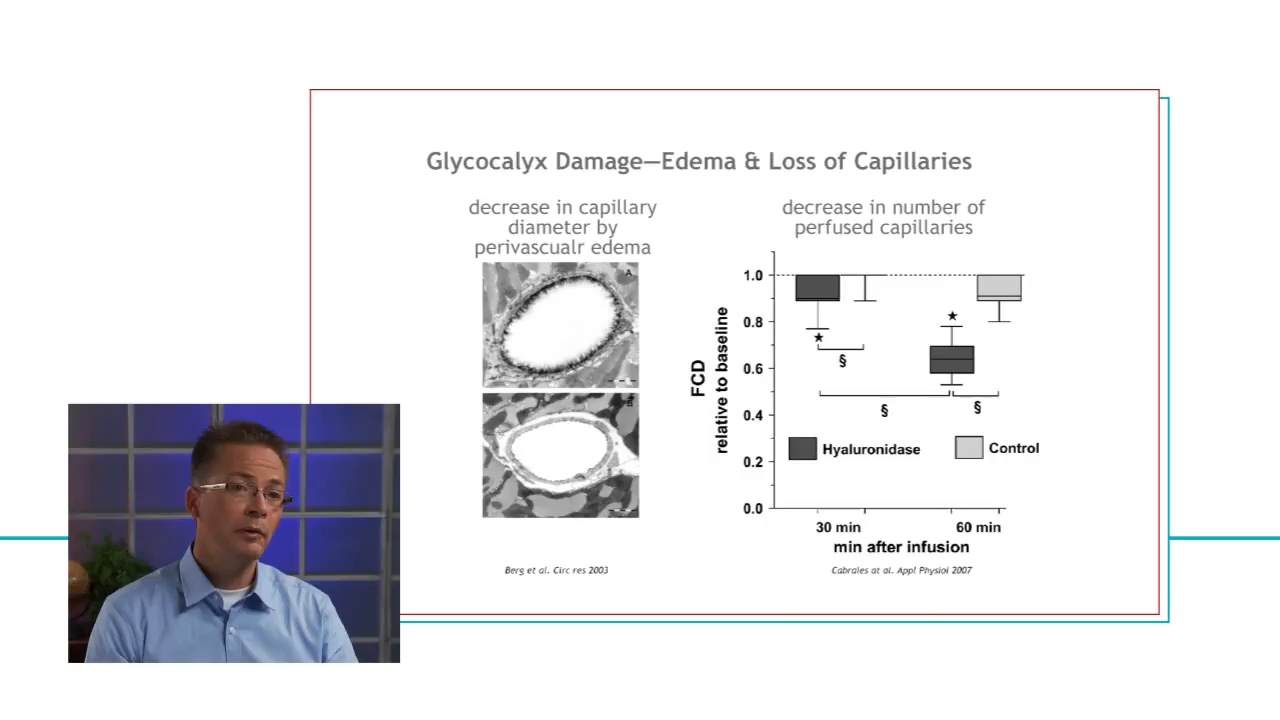 Glycocalyx Damage—Edema & Loss of Capillaries
decrease in capillary
diameter by
perivascualr edema
A
B
Berg et al. Circ res 2003
decrease in number of
perfused capillaries
FCD
relative to baseline
1.0
0.8
0.6
0.4
0.2
0.0
★
§
★
§
§
Hyaluronidase
Control
30 min
60 min
min after infusion
Cabrales at al. Appl Physiol 2007